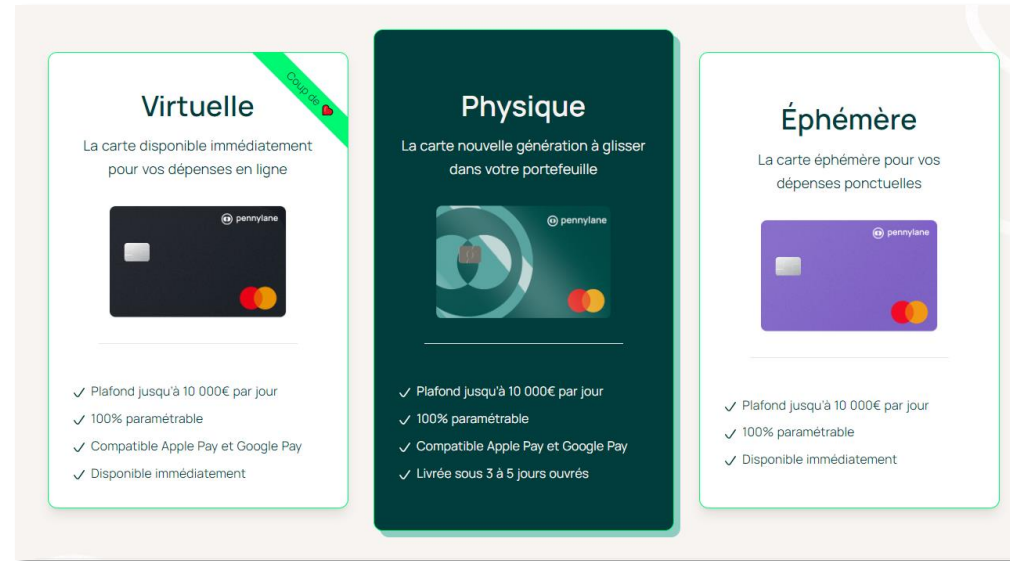 Coup de
Virtuelle
La carte disponible immédiatement
pour vos dépenses en ligne
pennylane
Plafond jusqu'à 10 000€ par jour
100% paramétrable
Compatible Apple Pay et Google Pay
Disponible immédiatement
Physique
La carte nouvelle génération à glisser
dans votre portefeuille
pennylane
Plafond jusqu'à 10 000€ par jour
100% paramétrable
Compatible Apple Pay et Google Pay
Livrée sous 3 à 5 jours ouvrés
Éphémère
La carte éphémère pour vos
dépenses ponctuelles
pennylane
Plafond jusqu'à 10 000€ par jour
100% paramétrable
Disponible immédiatement